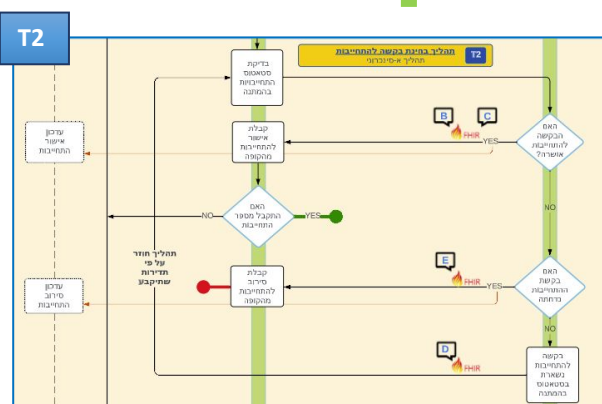 T2
תהליך בחינת בקשה להתחייבות
תהליך א-סינכרוני
T2
בדיקת
סטאטוס
התחייבויות
בהמתנה
האם
הבקשה
להתחייבות
אושרה?
B
C
FHIR
YES
קבלת
אישור
להתחייבות
מהקופה
עדכון
אישור
התחייבות
NO
האם
התקבל מספר
התחייבות
YES
NO
תהליך חוזר
על פי
תדירות
שתיקבע
האם
בקשת
ההתחייבות
נדחתה
E
FHIR
YES
קבלת
סירוב
להתחייבות
מהקופה
עדכון
סירוב
התחייבות
NO
D
FHIR
בקשה
להתחייבות
נשארת
בסטאטוס
בהמתנה